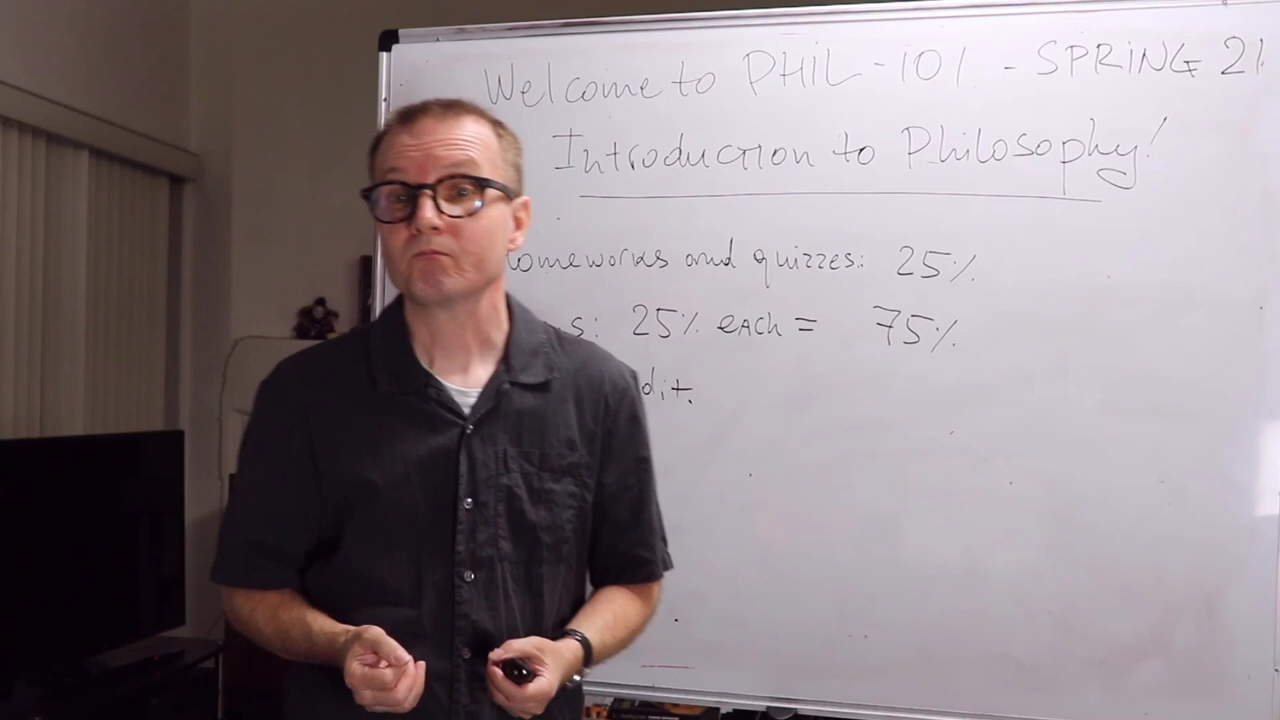 Welcome to PHIL-101 - SPRING 21
Introduction to Philosophy!
omeworks and quizzes: 25%
s: 25% each = 75%
dit.